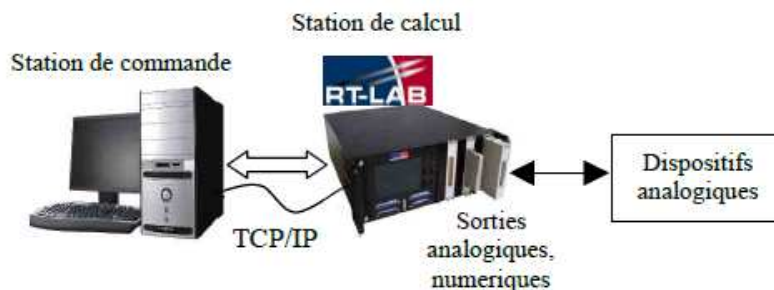 Station de calcul
Station de commande
RT-LAB
TCP/IP
Sorties
analogiques,
numeriques
Dispositifs
analogiques